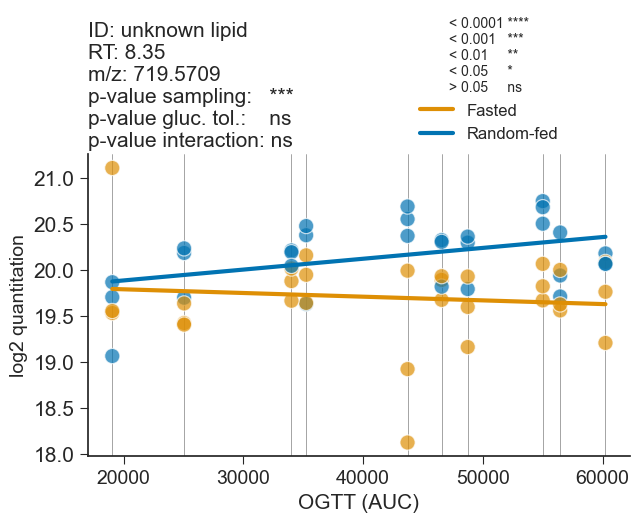 ID: unknown lipid
RT: 8.35
m/z: 719.5709
p-value sampling: ***
p-value gluc. tol.: ns
p-value interaction: ns
< 0.0001 ****
< 0.001 ***
< 0.01 **
< 0.05 *
> 0.05 ns
Fasted
Random-fed
log2 quantitation
21.0
20.5
20.0
19.5
19.0
18.5
18.0
20000 30000 40000 50000 60000
OGTT (AUC)